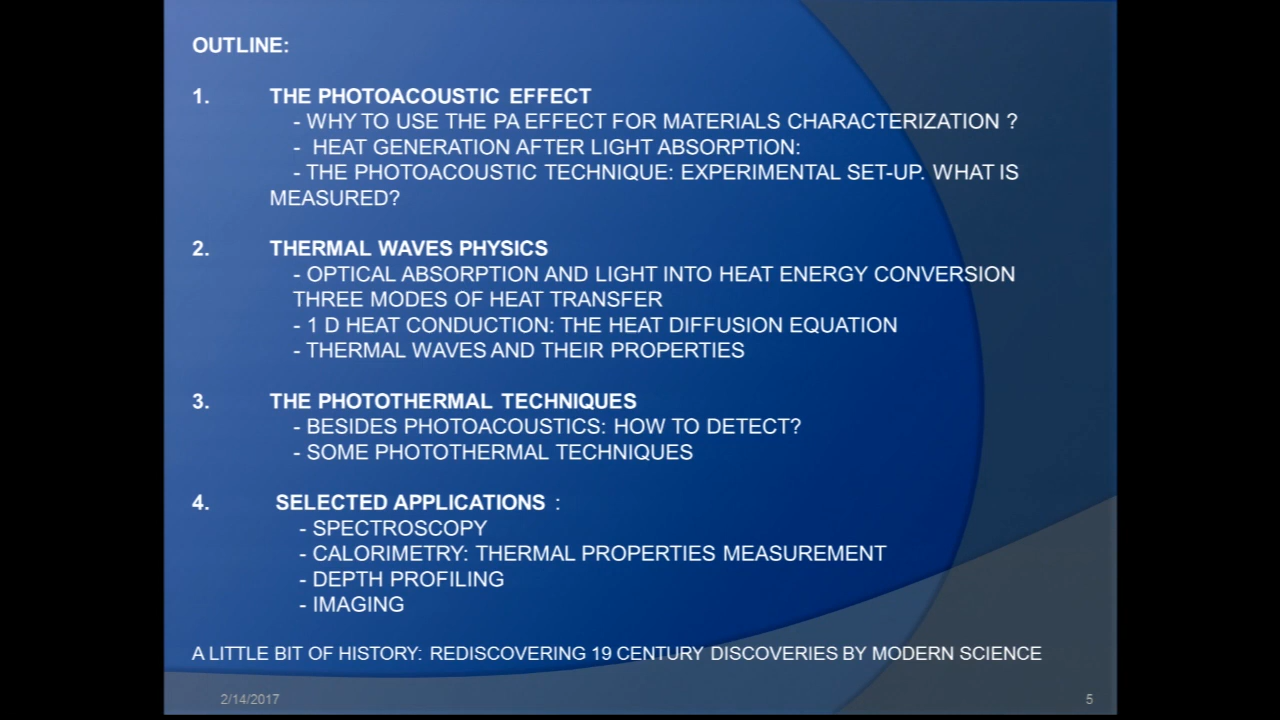 OUTLINE:
1. THE PHOTOACOUSTIC EFFECT
- WHY TO USE THE PA EFFECT FOR MATERIALS CHARACTERIZATION ?
- HEAT GENERATION AFTER LIGHT ABSORPTION:
- THE PHOTOACOUSTIC TECHNIQUE: EXPERIMENTAL SET-UP. WHAT IS
MEASURED?
2. THERMAL WAVES PHYSICS
- OPTICAL ABSORPTION AND LIGHT INTO HEAT ENERGY CONVERSION
THREE MODES OF HEAT TRANSFER
- 1 D HEAT CONDUCTION: THE HEAT DIFFUSION EQUATION
- THERMAL WAVES AND THEIR PROPERTIES
3. THE PHOTOTHERMAL TECHNIQUES
- BESIDES PHOTOACOUSTICS: HOW TO DETECT?
- SOME PHOTOTHERMAL TECHNIQUES
4. SELECTED APPLICATIONS :
- SPECTROSCOPY
- CALORIMETRY: THERMAL PROPERTIES MEASUREMENT
- DEPTH PROFILING
- IMAGING
A LITTLE BIT OF HISTORY: REDISCOVERING 19 CENTURY DISCOVERIES BY MODERN SCIENCE
2/14/2017 5